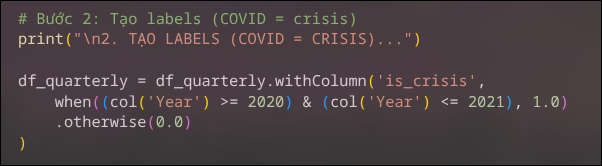 # Bước 2: Tạo labels (COVID = crisis)
print("\n2. TẠO LABELS (COVID = CRISIS)...")
df_quarterly = df_quarterly.withColumn('is_crisis',
    when((col('Year') >= 2020) & (col('Year') <= 2021), 1.0)
    .otherwise(0.0)
)